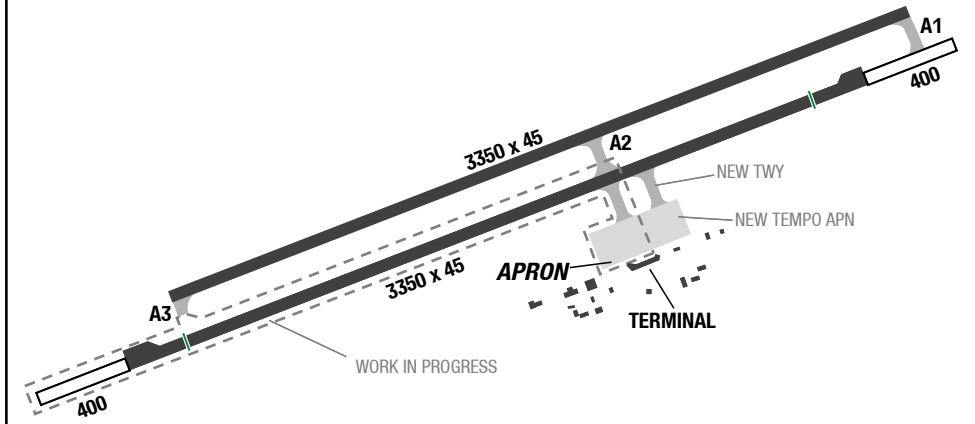 A1
400
3350 x 45
A2
NEW TWY
NEW TEMPO APN
APRON
3350 x 45
A3
TERMINAL
WORK IN PROGRESS
400